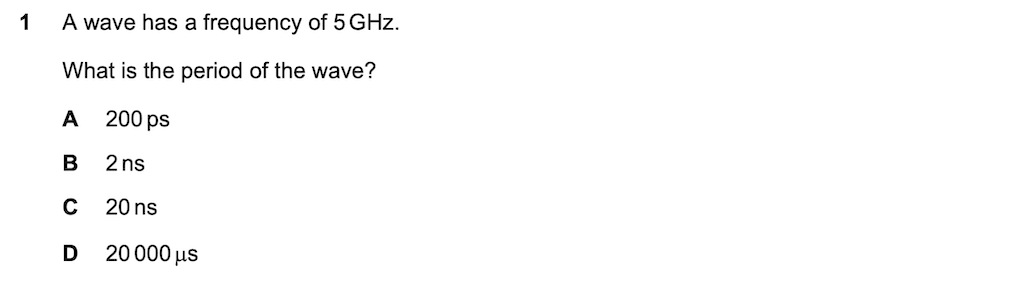 1 A wave has a frequency of 5 GHz.
What is the period of the wave?
A 200 ps
B 2 ns
C 20 ns
D 20 000 μs